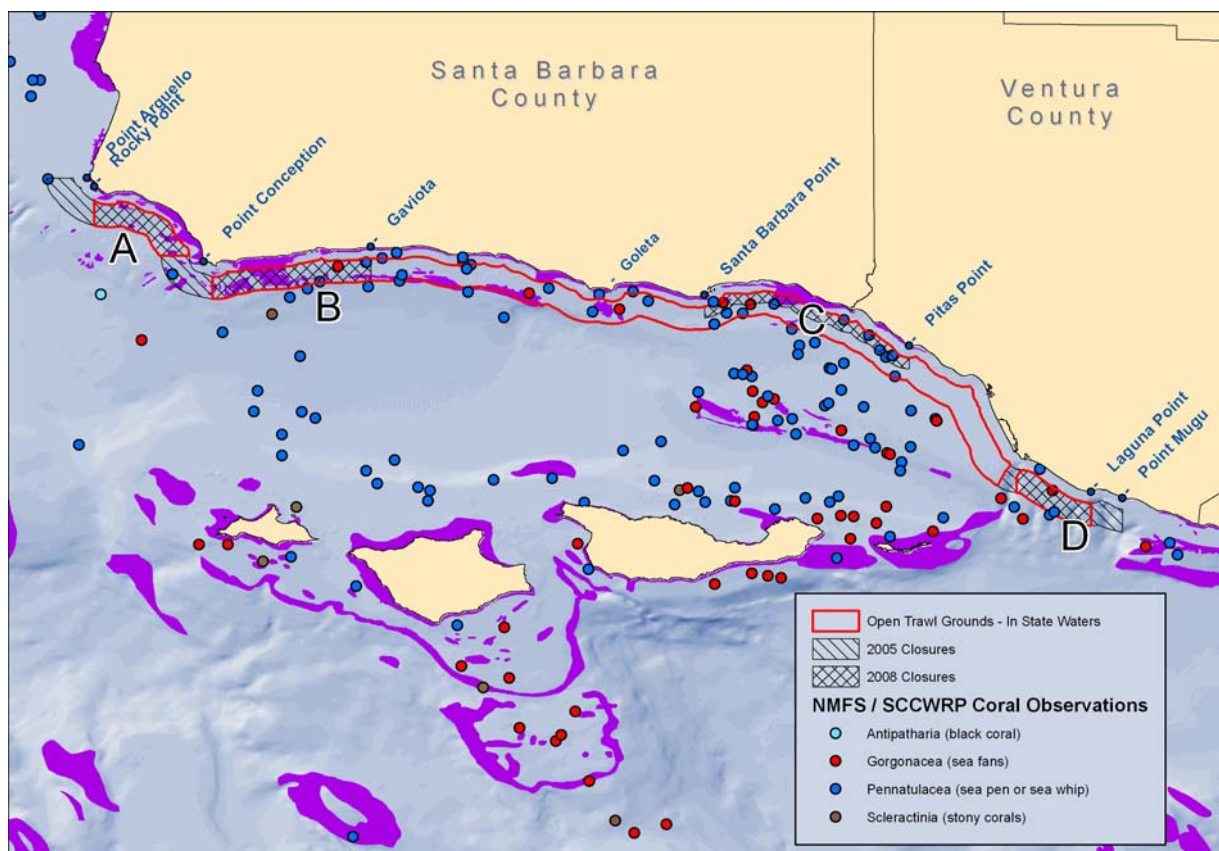 Santa Barbara
County
Ventura
County
Point Arguello
Rocky Point
Point Conception
Gaviota
Goleta
Santa Barbara Point
Pitas Point
Laguna Point
Point Mugu
A
B
C
D
Open Trawl Grounds - In State Waters
2005 Closures
2008 Closures
NMFS / SCCWRP Coral Observations
Antipatharia (black coral)
Gorgonacea (sea fans)
Pennatulacea (sea pen or sea whip)
Scleractinia (stony corals)